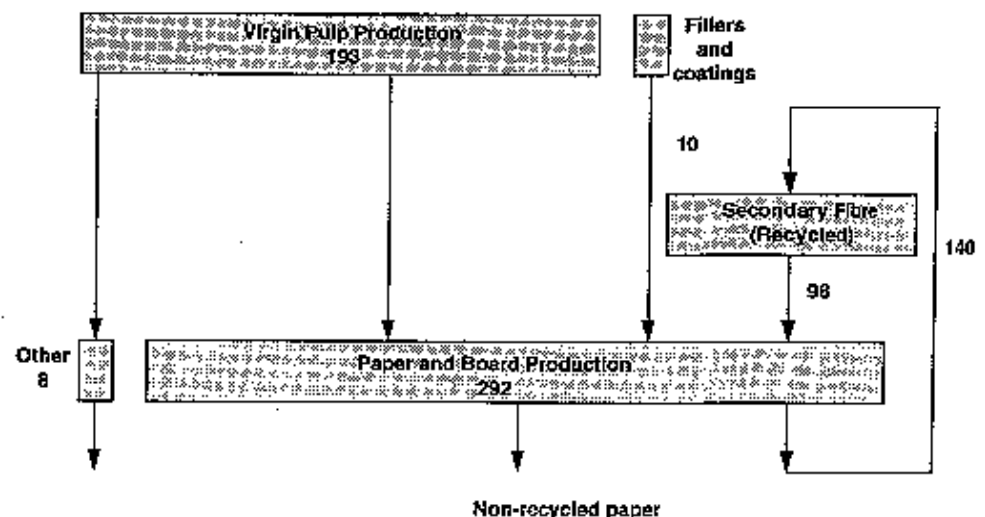 Virgin Pulp Production
193
Fillers
and
coatings
10
Secondary Fibre
(Recycled)
140
Other
8
Paper and Board Production
292
Non-recycled paper